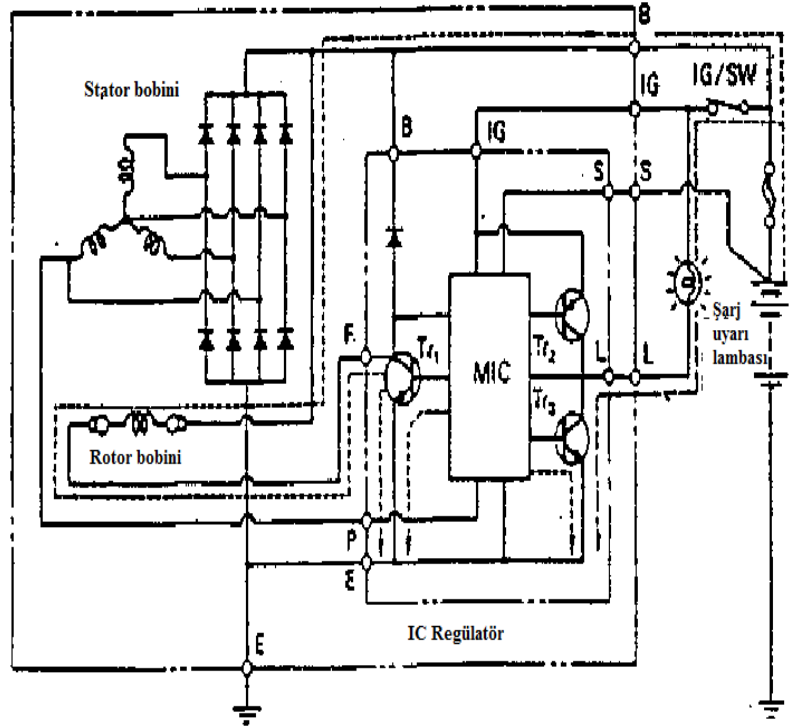 B
IG/SW
IG
Stator bobini
B
IG
S
S
Şarj
uyarı
lambası
F
Tr1
Tr2
MIC
L
L
Tr3
Rotor bobini
P
E
IC Regülatör
E